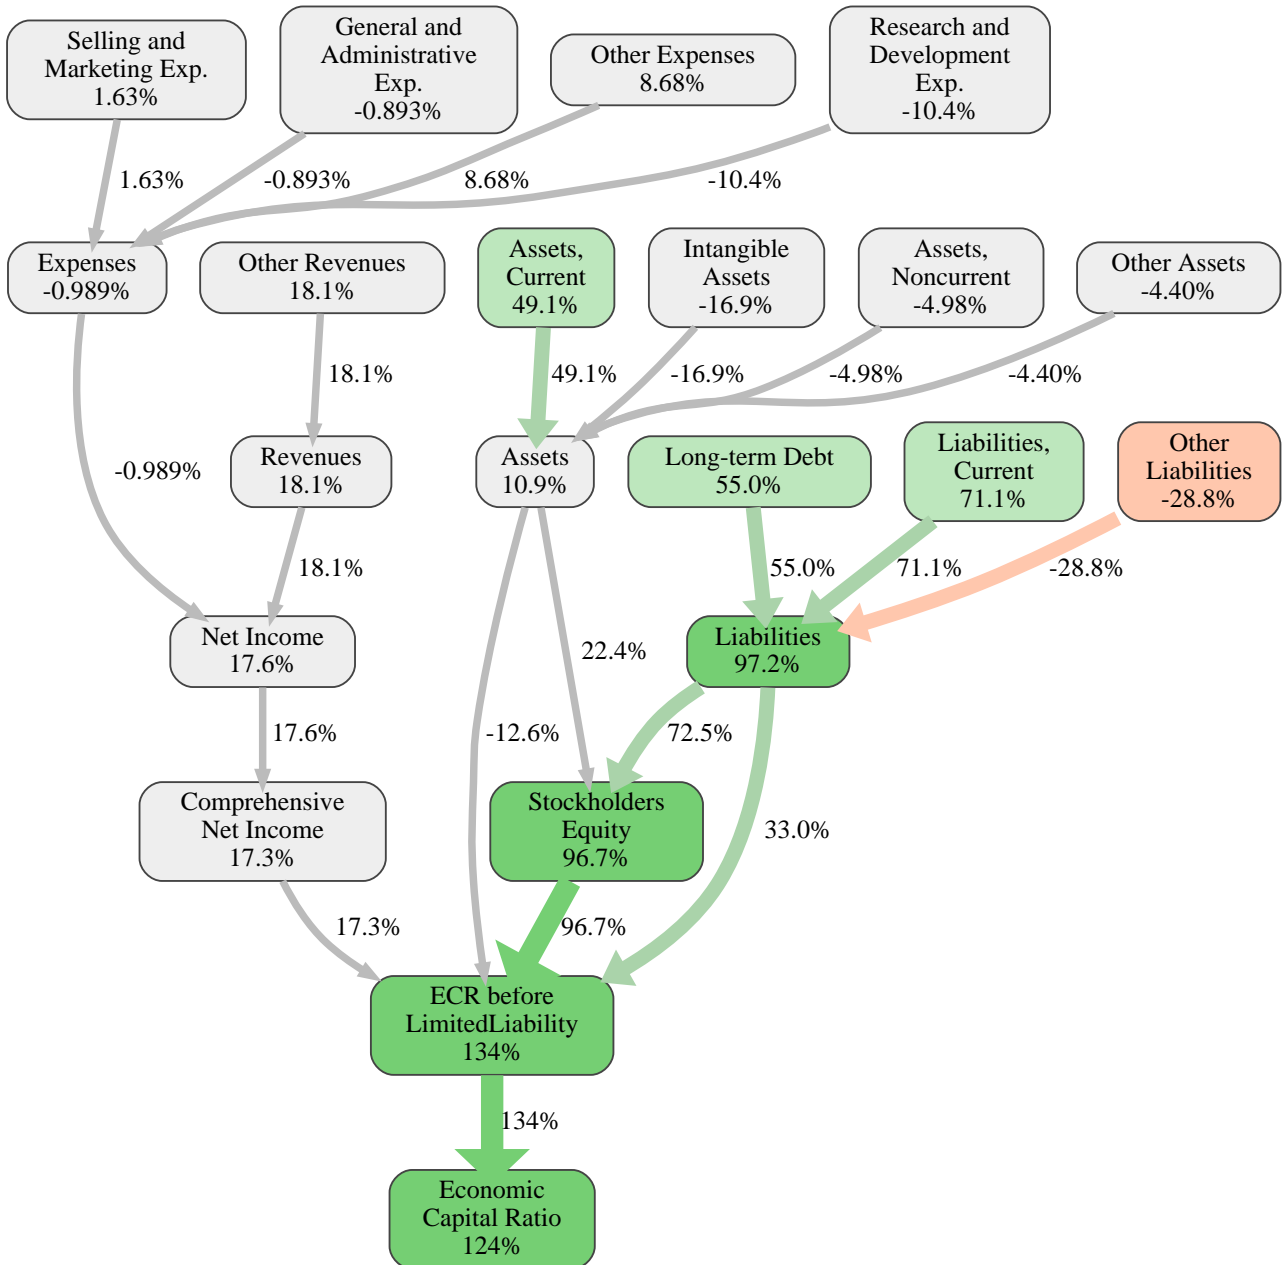 Selling and
Marketing Exp.
1.63%
General and
Administrative
Exp.
-0.893%
Other Expenses
8.68%
Research and
Development
Exp.
-10.4%
1.63%
-0.893%
8.68%
-10.4%
Expenses
-0.989%
Other Revenues
18.1%
Assets,
Current
49.1%
Intangible
Assets
-16.9%
Assets,
Noncurrent
-4.98%
Other Assets
-4.40%
18.1%
49.1%
-16.9%
-4.98%
-4.40%
-0.989%
Revenues
18.1%
Assets
10.9%
Long-term Debt
55.0%
Liabilities,
Current
71.1%
Other
Liabilities
-28.8%
18.1%
55.0%
71.1%
-28.8%
Net Income
17.6%
22.4%
Liabilities
97.2%
17.6%
-12.6%
72.5%
Comprehensive
Net Income
17.3%
Stockholders
Equity
96.7%
33.0%
17.3%
96.7%
ECR before
LimitedLiability
134%
134%
Economic
Capital Ratio
124%